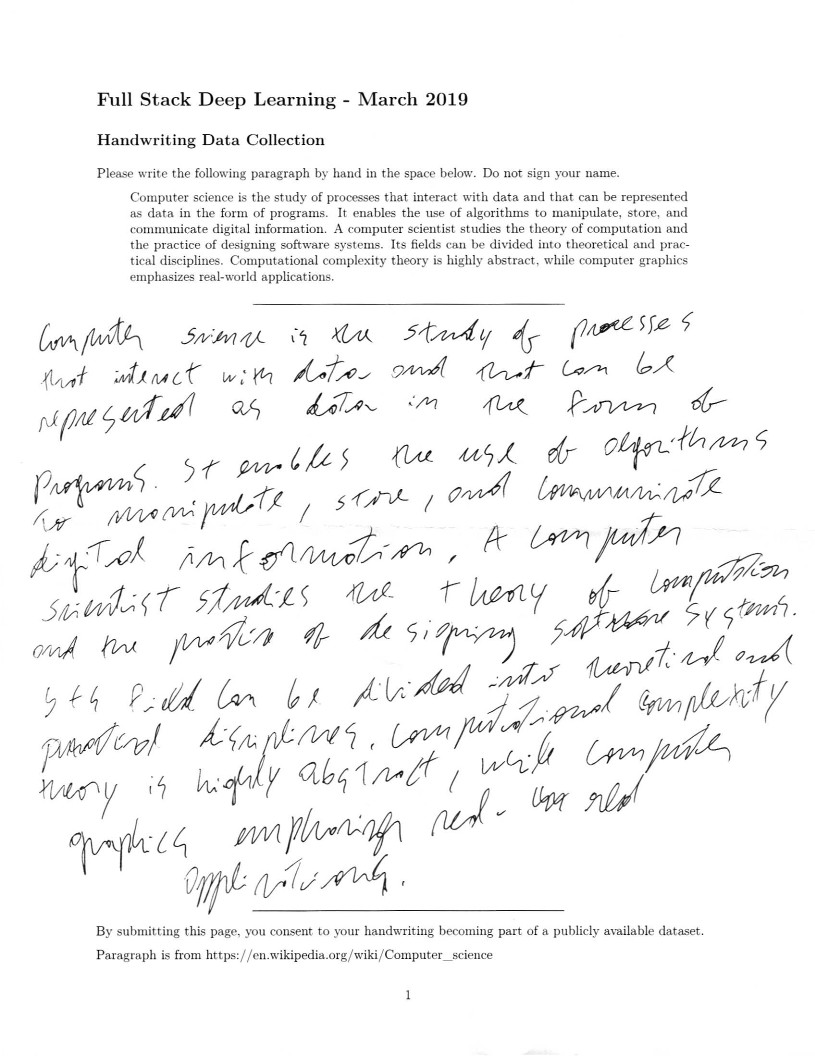 Full Stack Deep Learning - March 2019
Handwriting Data Collection
Please write the following paragraph by hand in the space below. Do not sign your name.
Computer science is the study of processes that interact with data and that can be represented
as data in the form of programs. It enables the use of algorithms to manipulate, store, and
communicate digital information. A computer scientist studies the theory of computation and
the practice of designing software systems. Its fields can be divided into theoretical and prac-
tical disciplines. Computational complexity theory is highly abstract, while computer graphics
emphasizes real-world applications.
Computer science is the study of processes
that interact with data and that can be
represented as data in the form of
Programs. It enables the use of algorithms
to manipulate, store, and communicate
digital information. A computer
scientist studies the theory of computation
and the practice of designing software systems.
Its field can be divided into theoretical and
practical disciplines. Computational complexity
theory is highly abstract, while computer
graphics emphasizes real-world
applications.
By submitting this page, you consent to your handwriting becoming part of a publicly available dataset.
Paragraph is from https://en.wikipedia.org/wiki/Computer_science
1